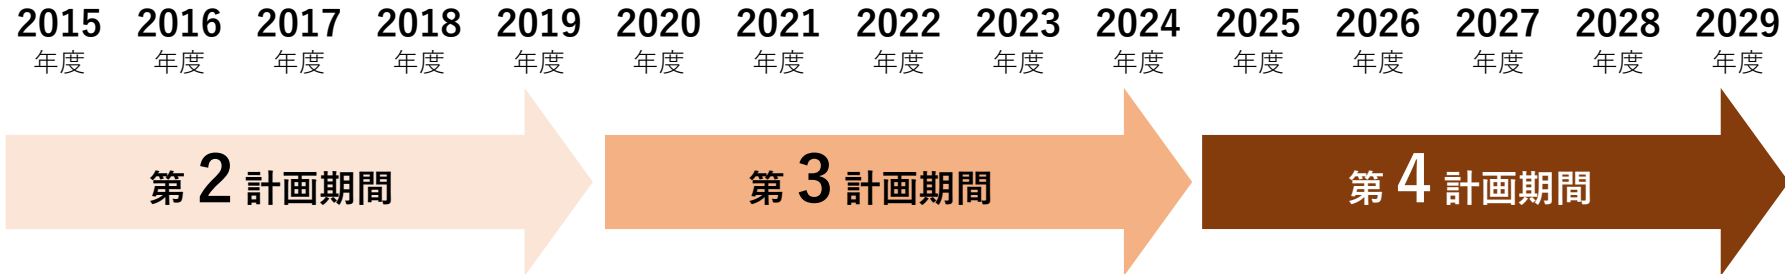 2015 2016 2017 2018 2019 2020 2021 2022 2023 2024 2025 2026 2027 2028 2029
年度 年度 年度 年度 年度 年度 年度 年度 年度 年度 年度 年度 年度 年度 年度
第 2 計画期間 第 3 計画期間 第 4 計画期間